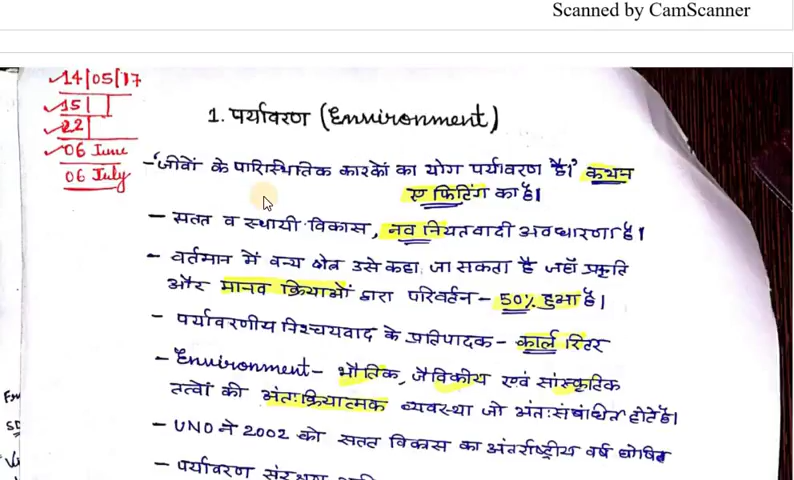 Scanned by CamScanner
14/05/17
15
22
06 June
06 July
1. पर्यावरण (Environment)
- 'जीवों के पारिस्थितिक कारकों का योग पर्यावरण है।' कथन
ए फिटिंग का है।
- सतत व स्थायी विकास, नव नियतवादी अवधारणा है।
- वर्तमान में वन्य क्षेत्र उसे कहा जा सकता है जहाँ प्रकृति
और मानव क्रियाओं द्वारा परिवर्तन - 50% हुआ है।
- पर्यावरणीय निश्चयवाद के प्रतिपादक - कार्ल रिटर
- Environment - भौतिक, जैविकीय एवं सांस्कृतिक
तत्वों की अंतःक्रियात्मक व्यवस्था जो अंतःसंबंधित होते है।
- UNO ने 2002 को सतत विकास का अंतर्राष्ट्रीय वर्ष घोषित
- पर्यावरण संरक्षण